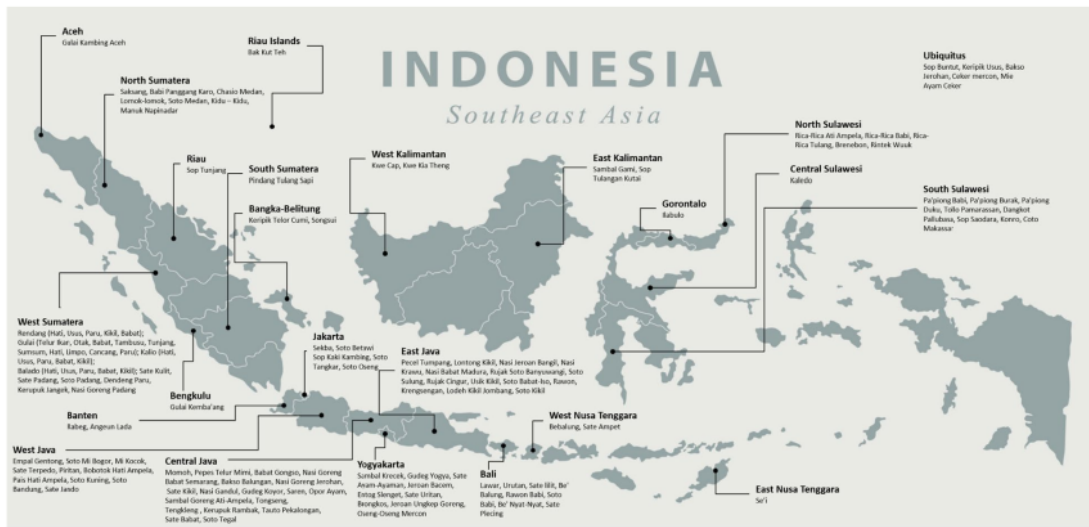 INDONESIA
Southeast Asia
Aceh
Gulai Kambing Aceh
Riau Islands
Bak Kut Teh
Ubiquitus
Sop Buntut, Keripik Usus, Bakso
Jerohan, Ceker mercon, Mie
Ayam Ceker
North Sumatera
Saksang, Babi Panggang Karo, Chasio Medan,
Lomok-lomok, Soto Medan, Kidu – Kidu,
Manuk Napinadar
North Sulawesi
Rica-Rica Ati Ampela, Rica-Rica Babi, Rica-
Rica Tulang, Brenebon, Rintek Wuuk
Riau
Sop Tunjang
South Sumatera
Pindang Tulang Sapi
West Kalimantan
Kwe Cap, Kwe Kia Theng
East Kalimantan
Sambal Gami, Sop
Tulangan Kutai
Central Sulawesi
Kaledo
South Sulawesi
Pa'piong Babi, Pa'piong Burak, Pa'piong
Duku, Tollo Pamarassan, Dangkot
Pallubasa, Sop Saodara, Konro, Coto
Makassar
Bangka-Belitung
Keripik Telor Cumi, Songsui
Gorontalo
Babulo
West Sumatera
Rendang (Hati, Usus, Paru, Kikil, Babat);
Gulai (Telur Ikan, Otak, Babat, Tambusu, Tunjang,
Sumsum, Hati, Limpo, Cancang, Paru); Kalio (Hati,
Usus, Paru, Babat, Kikil);
Balado (Hati, Usus, Paru, Babat, Kikil); Sate Kulit,
Sate Padang, Soto Padang, Dendeng Paru,
Kerupuk Jangek, Nasi Goreng Padang
Jakarta
Sekba, Soto Betawi
Sop Kaki Kambing, Soto
Tangkar, Soto Oseng
East Java
Pecel Tumpang, Lontong Kikil, Nasi Jeroan Bangil, Nasi
Krawu, Nasi Babat Madura, Rujak Soto Banyuwangi, Soto
Sulung, Rujak Cingur, Usik Kikil, Soto Babat-Iso, Rawon,
Krengsengan, Lodeh Kikil Jombang, Soto Kikil
Bengkulu
Gulai Kemba'ang
Banten
Rabeg, Angeun Lada
West Nusa Tenggara
Bebalung, Sate Ampet
West Java
Empal Gentong, Soto Mi Bogor, Mi Kocok,
Sate Terpedo, Piritan, Bobotok Hati Ampela,
Pais Hati Ampela, Soto Kuning, Soto
Bandung, Sate Jando
Central Java
Momoh, Pepes Telur Mimi, Babat Gongso, Nasi Goreng
Babat Semarang, Bakso Balungan, Nasi Goreng Jerohan,
Sate Kikil, Nasi Gandul, Gudeg Koyor, Saren, Opor Ayam,
Sambal Goreng Ati-Ampela, Tongseng,
Tengkleng , Kerupuk Rambak, Tauto Pekalongan,
Sate Babat, Soto Tegal
Yogyakarta
Sambal Krecek, Gudeg Yogya, Sate
Ayam-Ayaman, Jeroan Bacem,
Entog Slenget, Sate Uritan,
Brongkos, Jeroan Ungkep Goreng,
Oseng-Oseng Mercon
Bali
Lawar, Urutan, Sate lilit, Be'
Balung, Rawon Babi, Soto
Babi, Be' Nyat-Nyat, Sate
Plecing
East Nusa Tenggara
Se'i